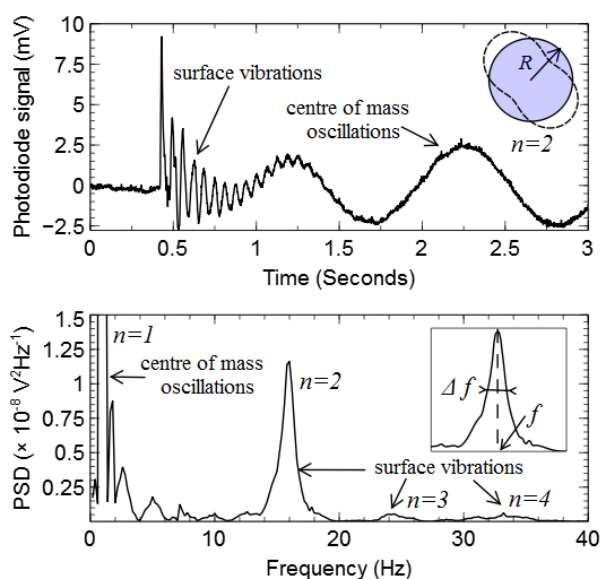 Photodiode signal (mV)
10
7.5
5
2.5
0
-2.5
surface vibrations
centre of mass
oscillations
R
n=2
0 0.5 1 1.5 2 2.5 3
Time (Seconds)
PSD (× 10⁻⁸ V²Hz⁻¹)
1.5
1.25
1
0.75
0.5
0.25
n=1
centre of mass
oscillations
n=2
Δ f
f
surface vibrations
n=3
n=4
0 10 20 30 40
Frequency (Hz)